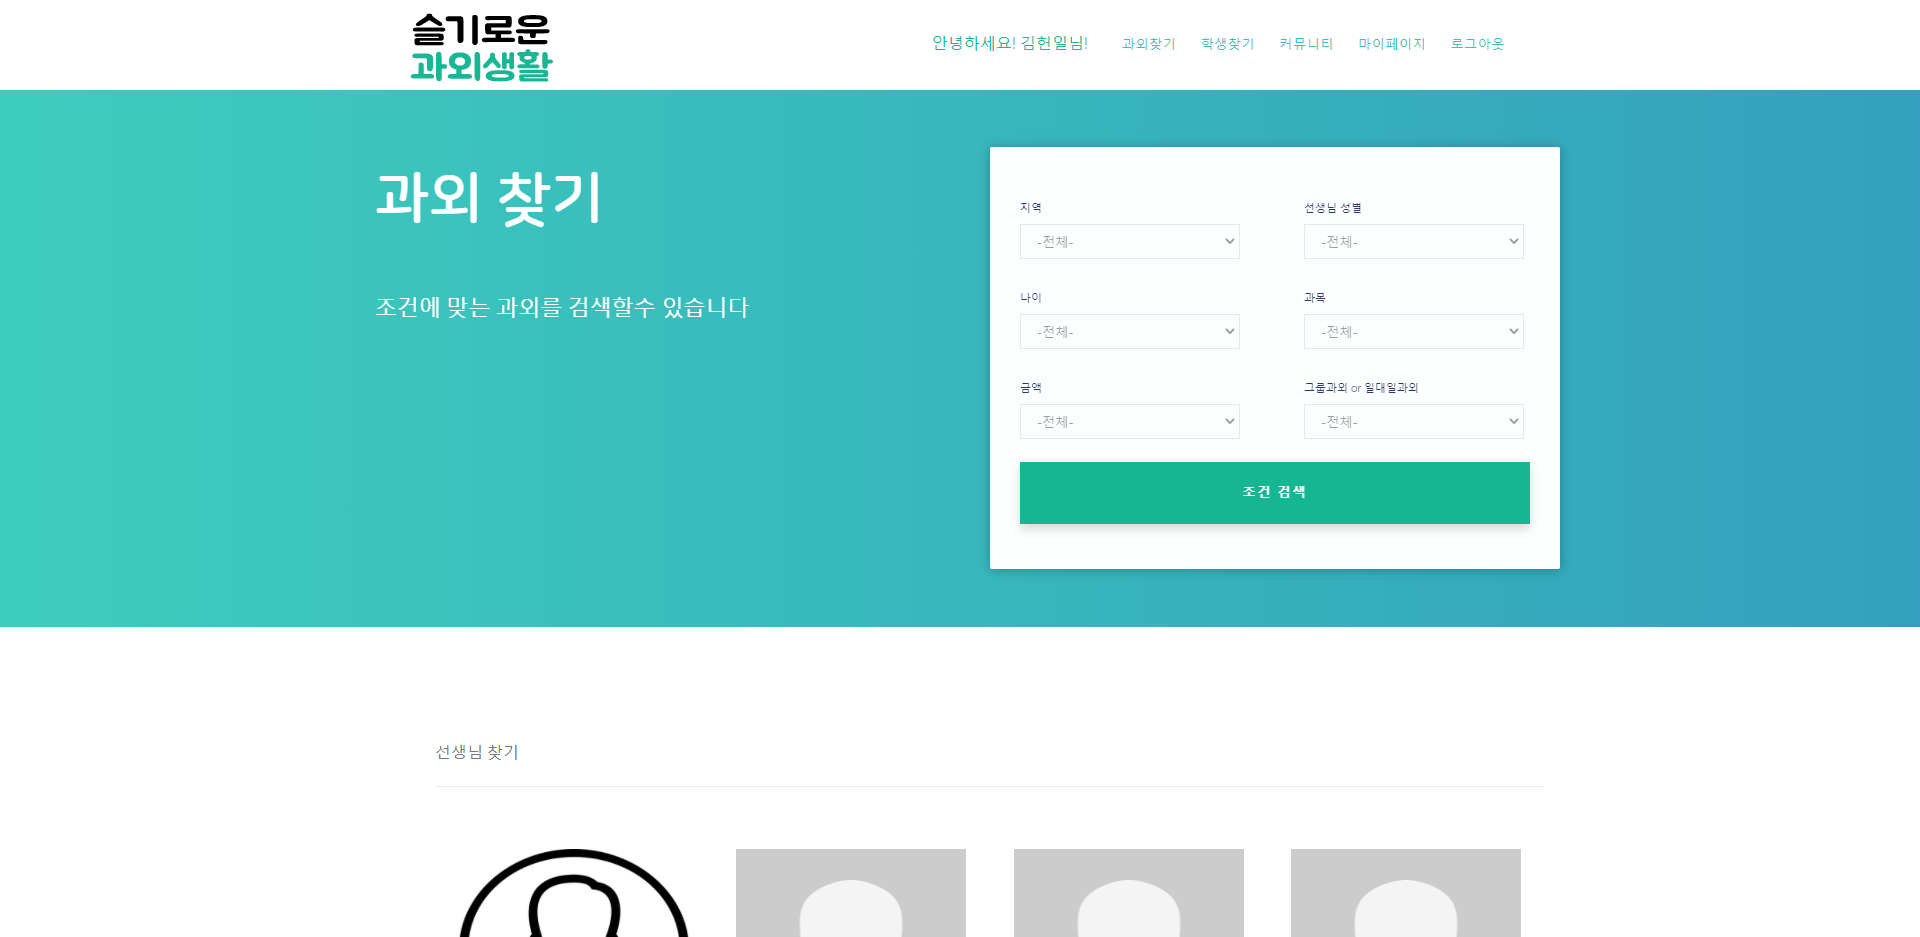 슬기로운
과외생활
안녕하세요! 김헌일님! 과외찾기 학생찾기 커뮤니티 마이페이지 로그아웃
과외 찾기
조건에 맞는 과외를 검색할수 있습니다
지역 선생님 성별
-전체- -전체-
나이 과목
-전체- -전체-
금액 그룹과외 or 일대일과외
-전체- -전체-
조건 검색
선생님 찾기